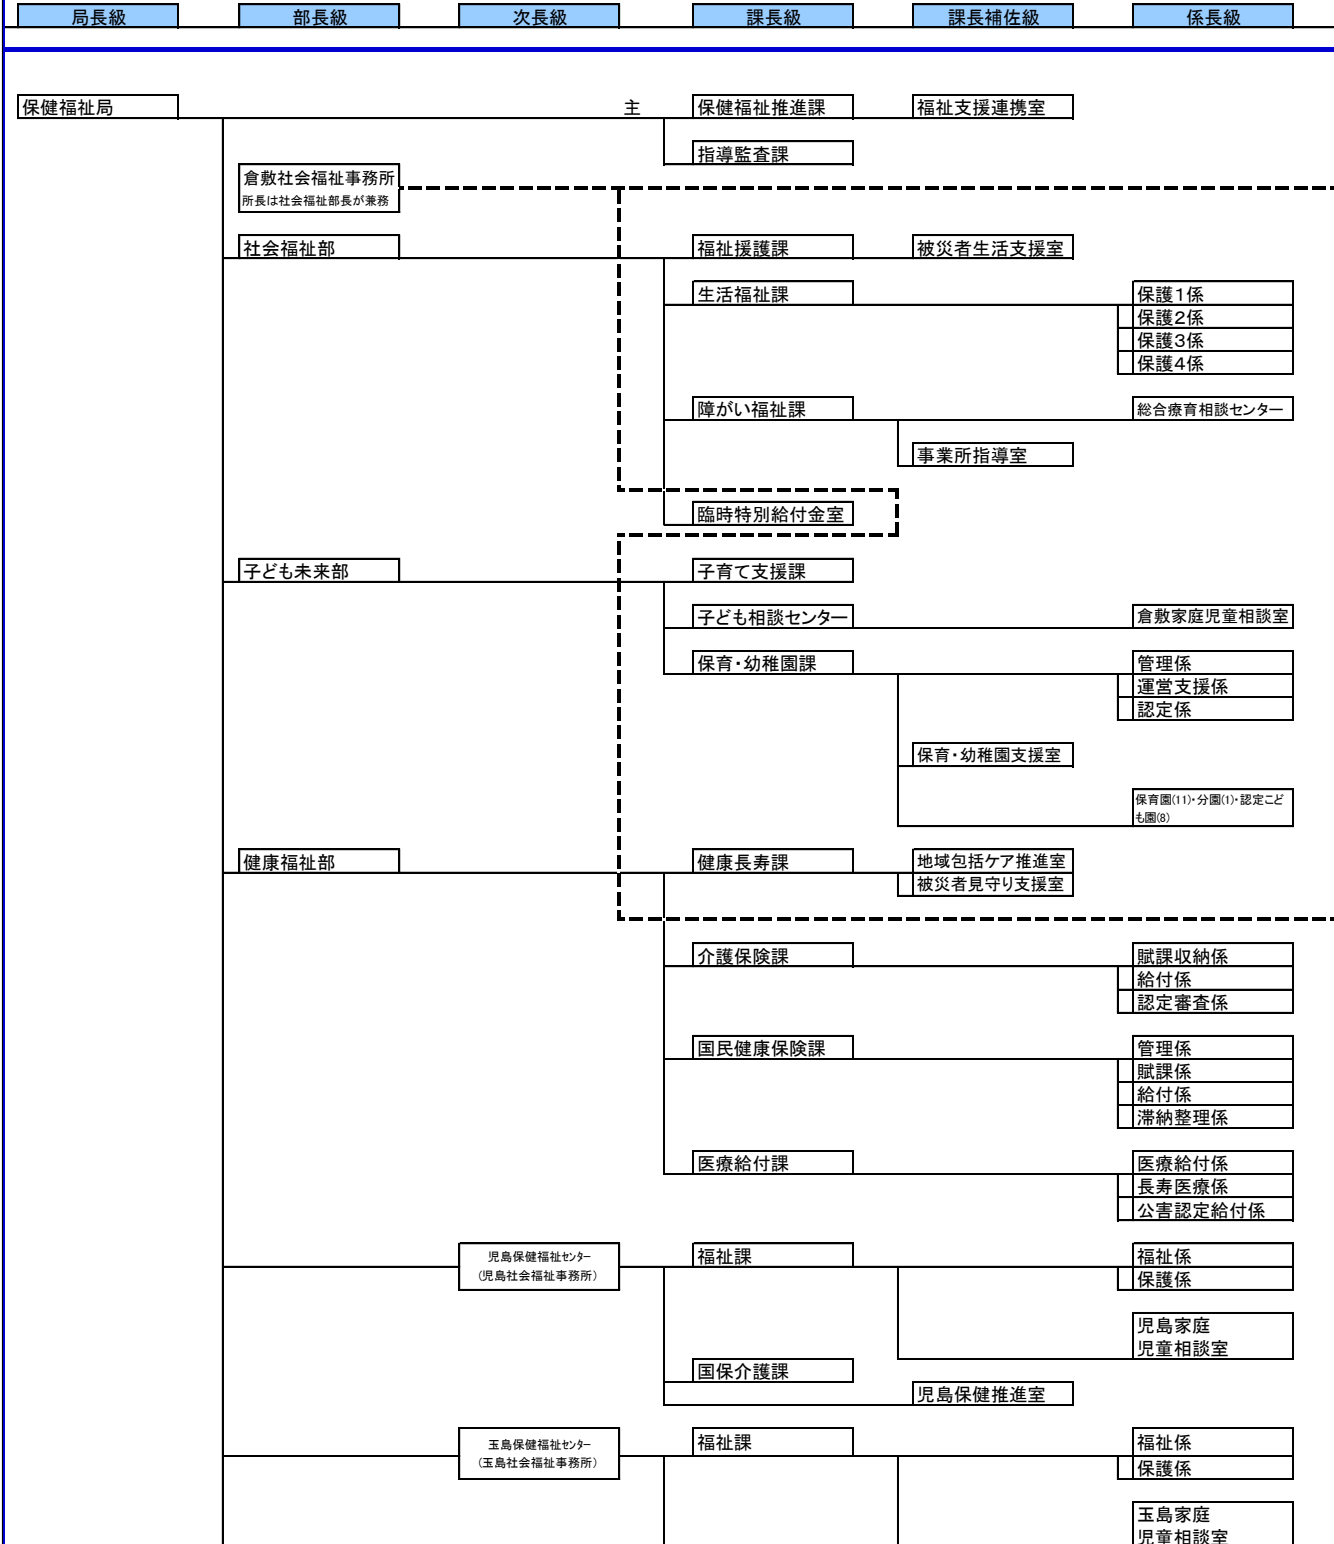 局長級 部長級 次長級 課長級 課長補佐級 係長級
保健福祉局 主 保健福祉推進課 福祉支援連携室
指導監査課
倉敷社会福祉事務所
所長は社会福祉部長が兼務
社会福祉部 福祉援護課 被災者生活支援室
生活福祉課 保護1係
保護2係
保護3係
保護4係
障がい福祉課 総合療育相談センター
事業所指導室
臨時特別給付金室
子ども未来部 子育て支援課
子ども相談センター 倉敷家庭児童相談室
保育・幼稚園課 管理係
運営支援係
認定係
保育・幼稚園支援室
保育園(11)・分園(1)・認定こど
も園(8)
健康福祉部 健康長寿課 地域包括ケア推進室
被災者見守り支援室
介護保険課 賦課収納係
給付係
認定審査係
国民健康保険課 管理係
賦課係
給付係
滞納整理係
医療給付課 医療給付係
長寿医療係
公害認定給付係
児島保健福祉センター
(児島社会福祉事務所)
福祉課 福祉係
保護係
児島家庭
児童相談室
国保介護課
児島保健推進室
玉島保健福祉センター
(玉島社会福祉事務所)
福祉課 福祉係
保護係
玉島家庭
児童相談室